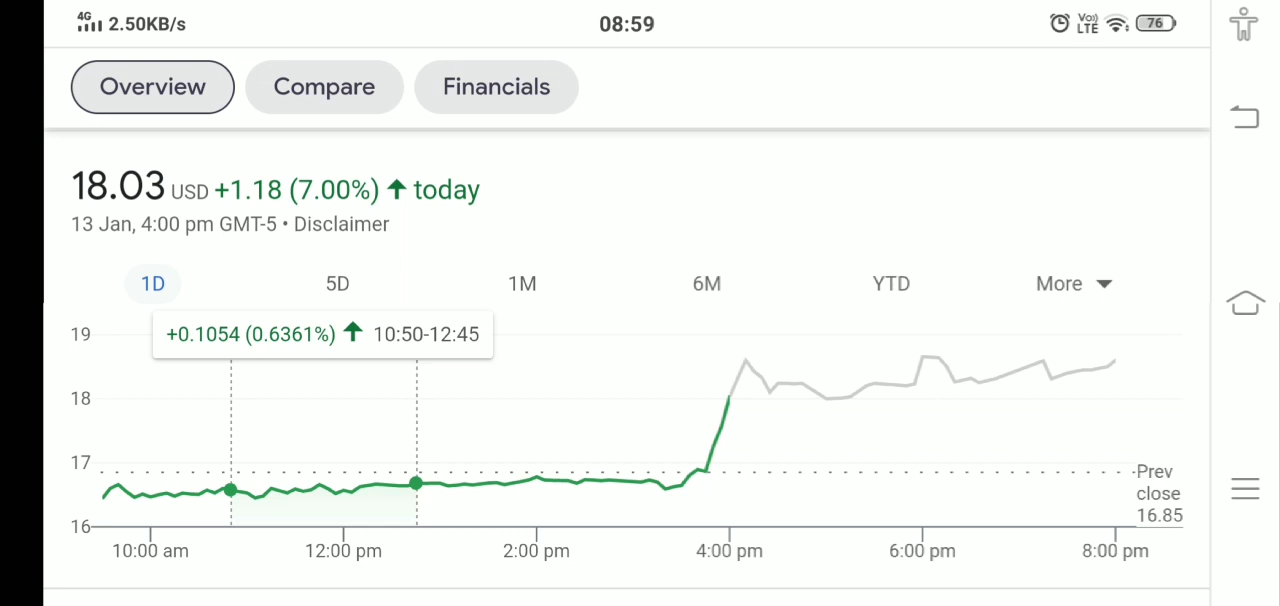 4G 2.50KB/s 08:59 Vo)) LTE 76
Overview Compare Financials
18.03 USD +1.18 (7.00%) ↑ today
13 Jan, 4:00 pm GMT-5 • Disclaimer
1D 5D 1M 6M YTD More
+0.1054 (0.6361%) ↑ 10:50-12:45
19
18
17
16
Prev
close
16.85
10:00 am 12:00 pm 2:00 pm 4:00 pm 6:00 pm 8:00 pm